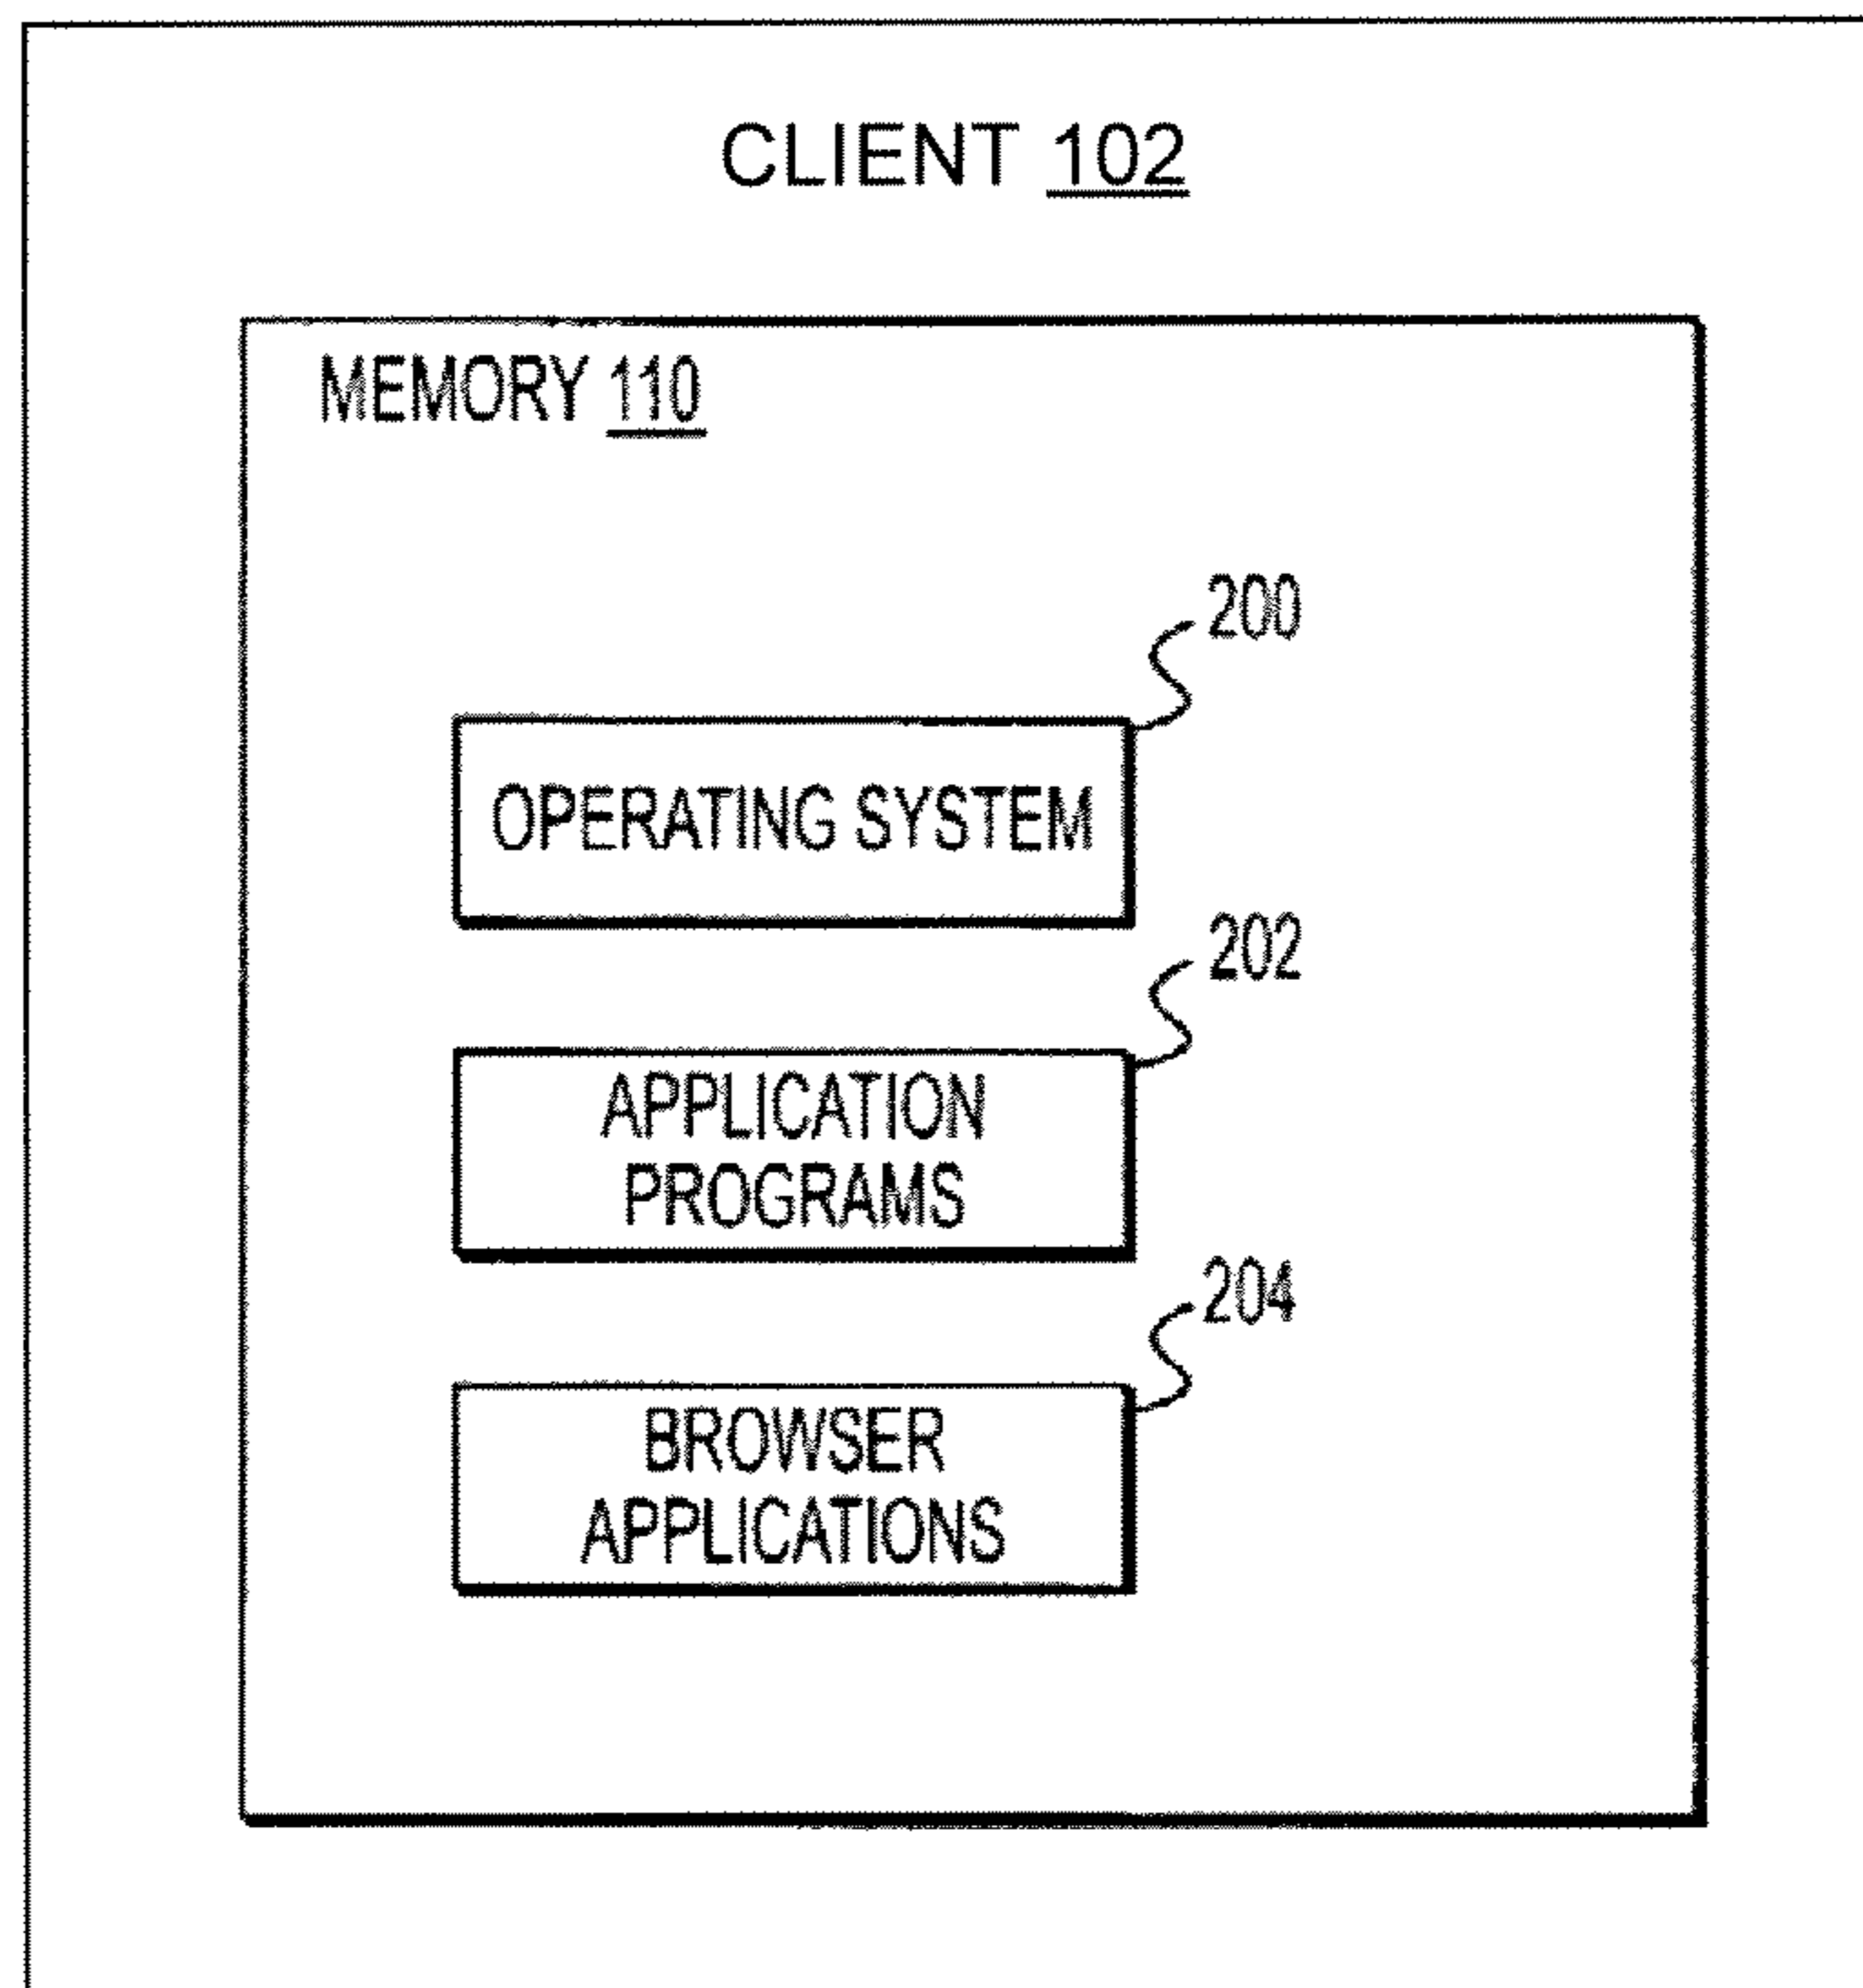 CLIENT 102
MEMORY 110
200
OPERATING SYSTEM
202
APPLICATION
PROGRAMS
204
BROWSER
APPLICATIONS